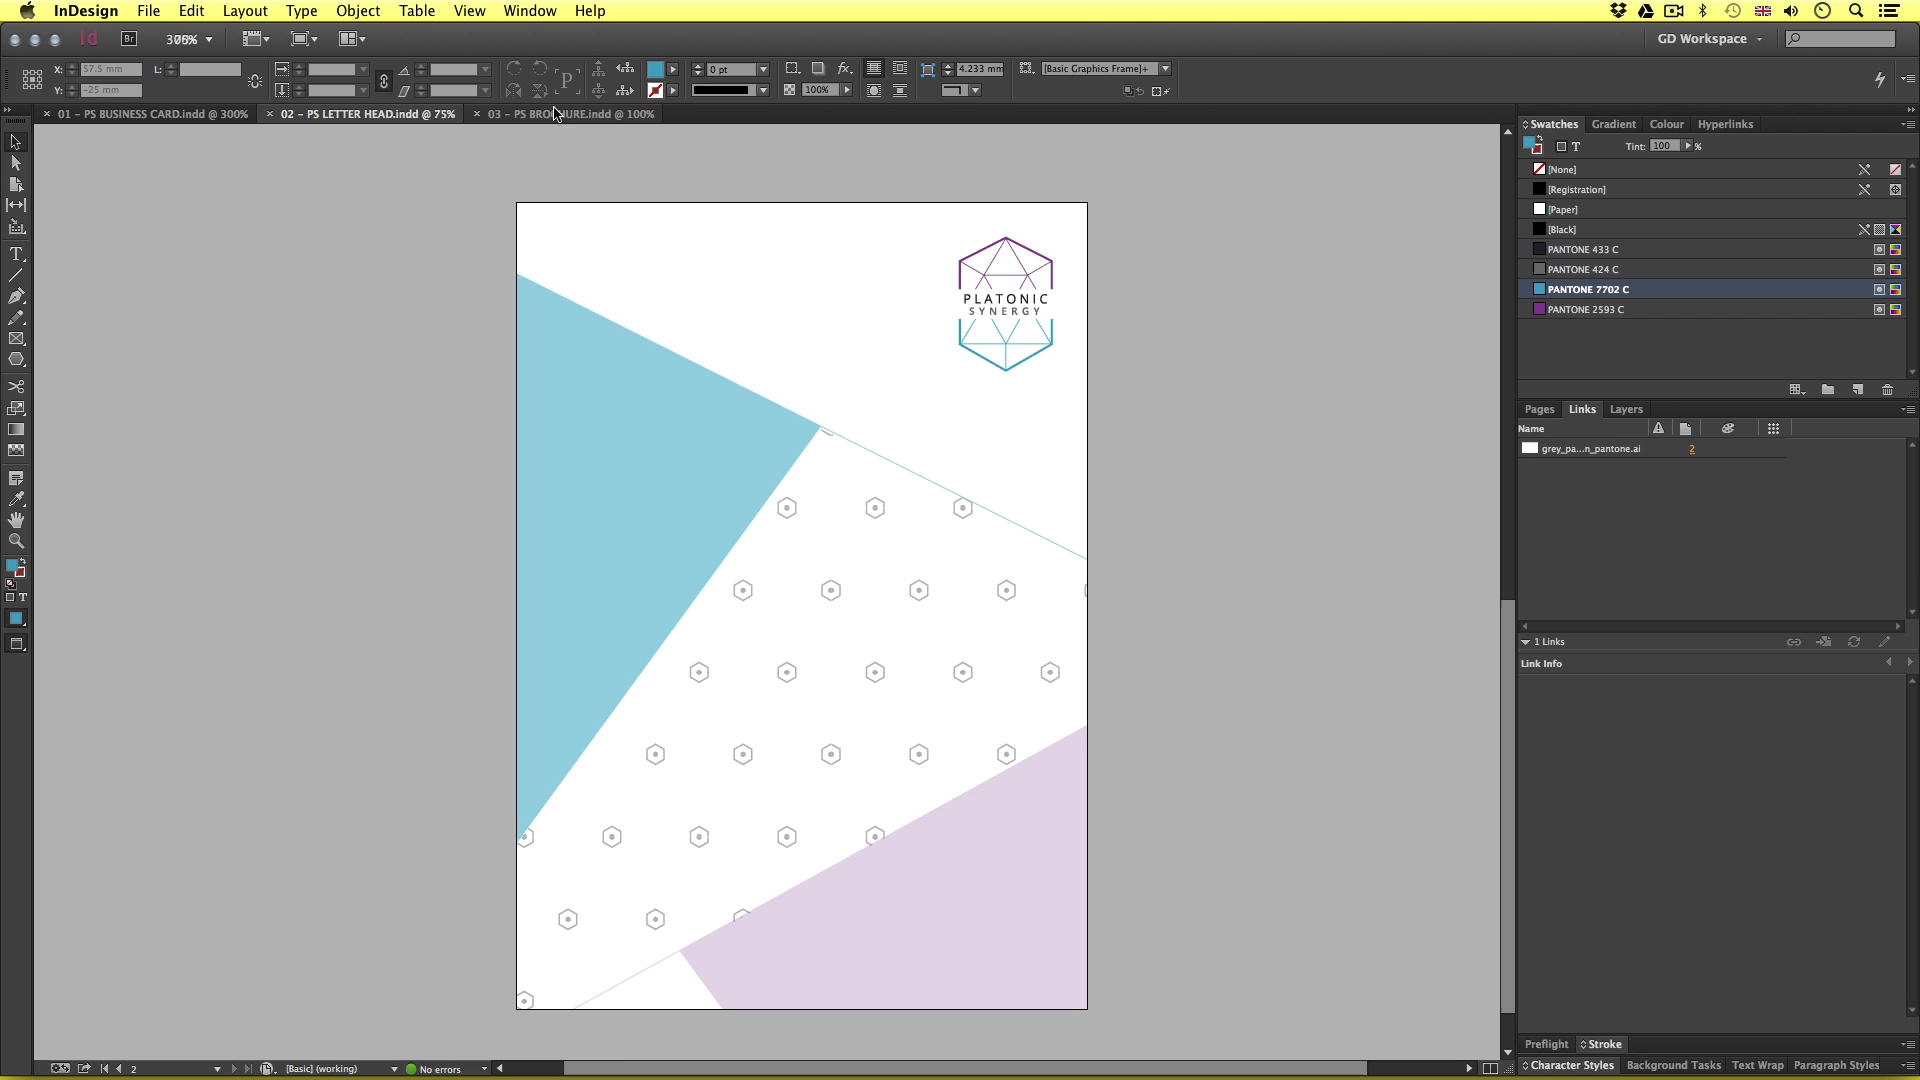 InDesign File Edit Layout Type Object Table View Window Help
Id Br GD Workspace
X: 57.5 mm L: 0 pt 4.233 mm [Basic Graphics Frame]+
Y: -25 mm P 100%
× 01 – PS BUSINESS CARD.indd @ 300% × 02 – PS LETTER HEAD.indd @ 75% × 03 – PS BROCHURE.indd @ 100%
Swatches Gradient Colour Hyperlinks
T Tint: 100 %
[None]
[Registration]
[Paper]
[Black]
PANTONE 433 C
PANTONE 424 C
PANTONE 7702 C
PANTONE 2593 C
PLATONIC
SYNERGY
Pages Links Layers
Name
grey_pa...n_pantone.ai 2
1 Links
Link Info
Preflight Stroke
Character Styles Background Tasks Text Wrap Paragraph Styles
2 [Basic] (working) No errors